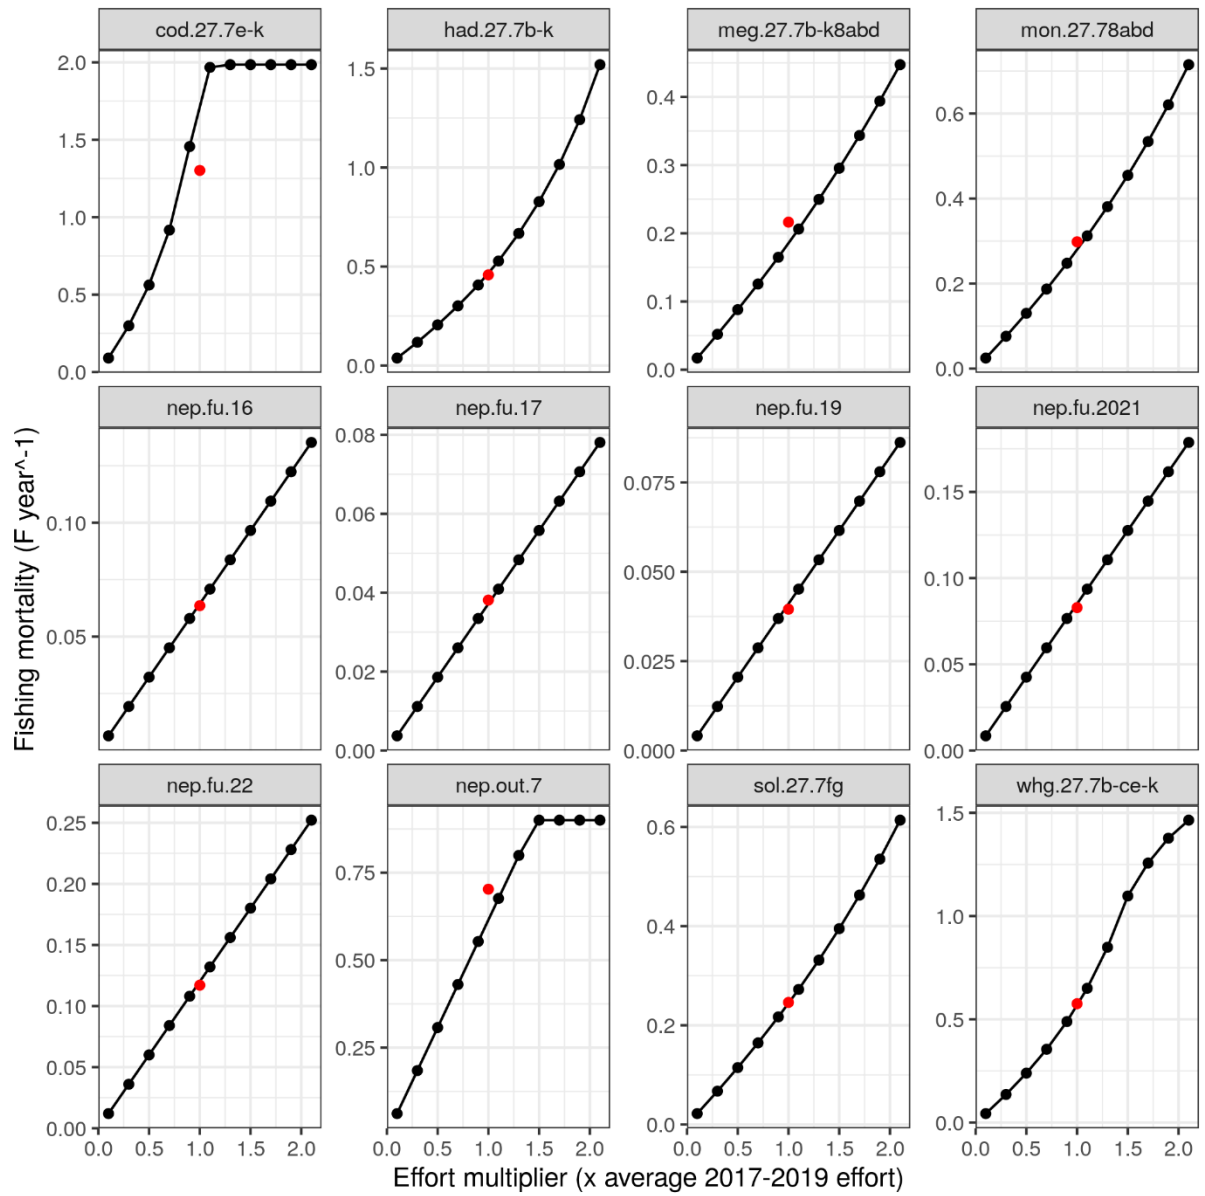 cod.27.7e-k had.27.7b-k meg.27.7b-k8abd mon.27.78abd
2.0 1.5 1.0 0.5 0.0
1.5 1.0 0.5 0.0
0.4 0.3 0.2 0.1 0.0
0.6 0.4 0.2 0.0
nep.fu.16 nep.fu.17 nep.fu.19 nep.fu.2021
0.10 0.05
0.08 0.06 0.04 0.02 0.00
0.075 0.050 0.025 0.000
0.15 0.10 0.05 0.00
nep.fu.22 nep.out.7 sol.27.7fg whg.27.7b-ce-k
0.25 0.20 0.15 0.10 0.05 0.00
0.75 0.50 0.25
0.6 0.4 0.2 0.0
1.5 1.0 0.5 0.0
0.0 0.5 1.0 1.5 2.0 0.0 0.5 1.0 1.5 2.0 0.0 0.5 1.0 1.5 2.0 0.0 0.5 1.0 1.5 2.0
Fishing mortality (F year^-1)
Effort multiplier (x average 2017-2019 effort)